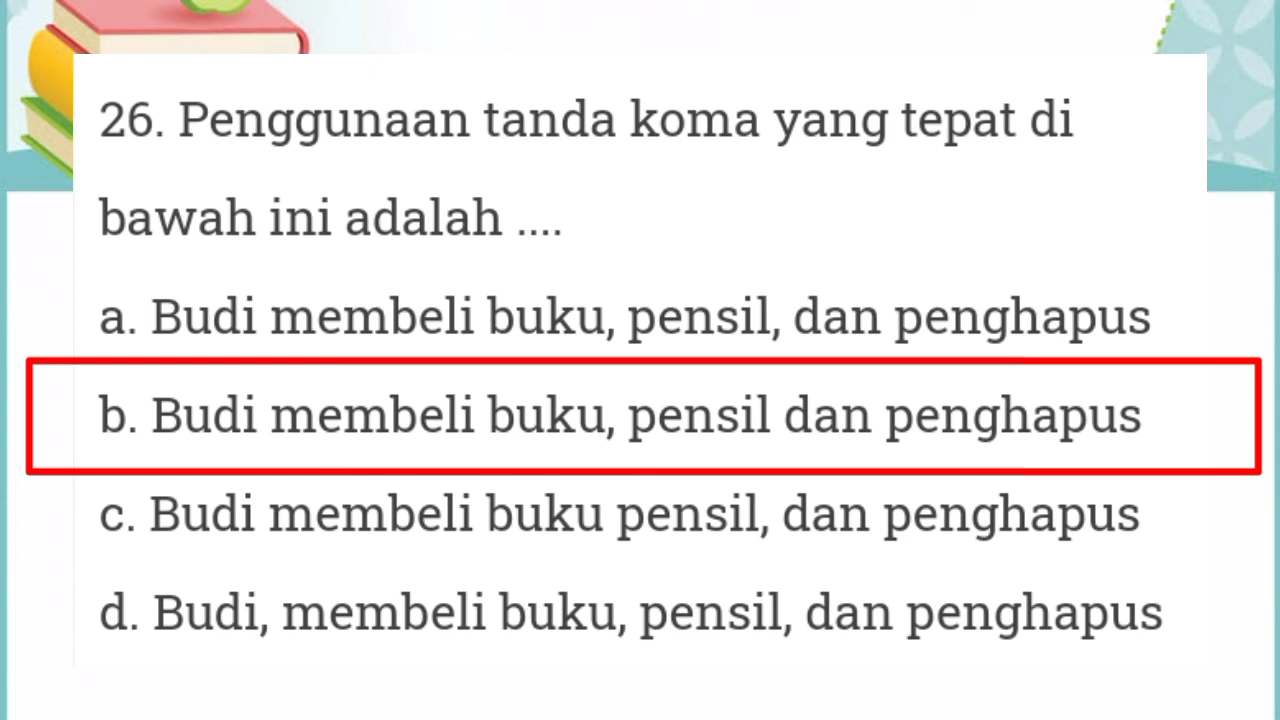 26. Penggunaan tanda koma yang tepat di
bawah ini adalah ....
a. Budi membeli buku, pensil, dan penghapus
b. Budi membeli buku, pensil dan penghapus
c. Budi membeli buku pensil, dan penghapus
d. Budi, membeli buku, pensil, dan penghapus